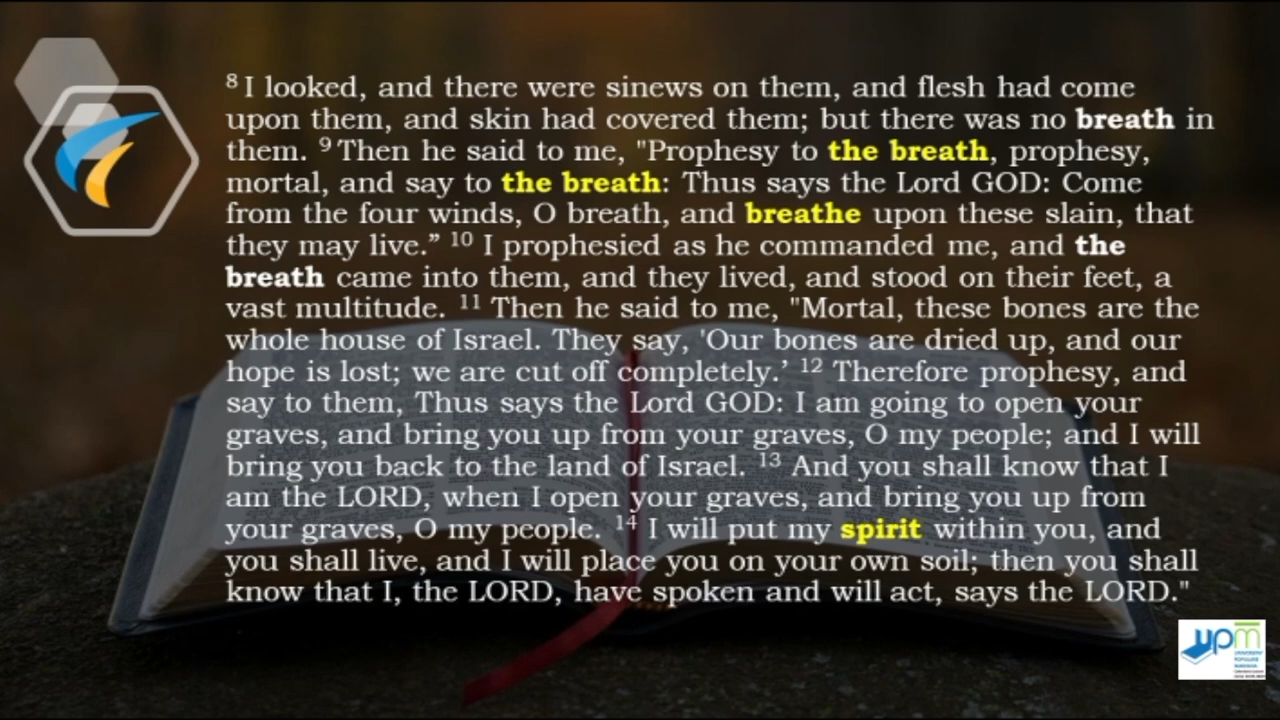 8 I looked, and there were sinews on them, and flesh had come
upon them, and skin had covered them; but there was no breath in
them. 9 Then he said to me, "Prophesy to the breath, prophesy,
mortal, and say to the breath: Thus says the Lord GOD: Come
from the four winds, O breath, and breathe upon these slain, that
they may live.” 10 I prophesied as he commanded me, and the
breath came into them, and they lived, and stood on their feet, a
vast multitude. 11 Then he said to me, "Mortal, these bones are the
whole house of Israel. They say, 'Our bones are dried up, and our
hope is lost; we are cut off completely.’ 12 Therefore prophesy, and
say to them, Thus says the Lord GOD: I am going to open your
graves, and bring you up from your graves, O my people; and I will
bring you back to the land of Israel. 13 And you shall know that I
am the LORD, when I open your graves, and bring you up from
your graves, O my people. 14 I will put my spirit within you, and
you shall live, and I will place you on your own soil; then you shall
know that I, the LORD, have spoken and will act, says the LORD."
upm